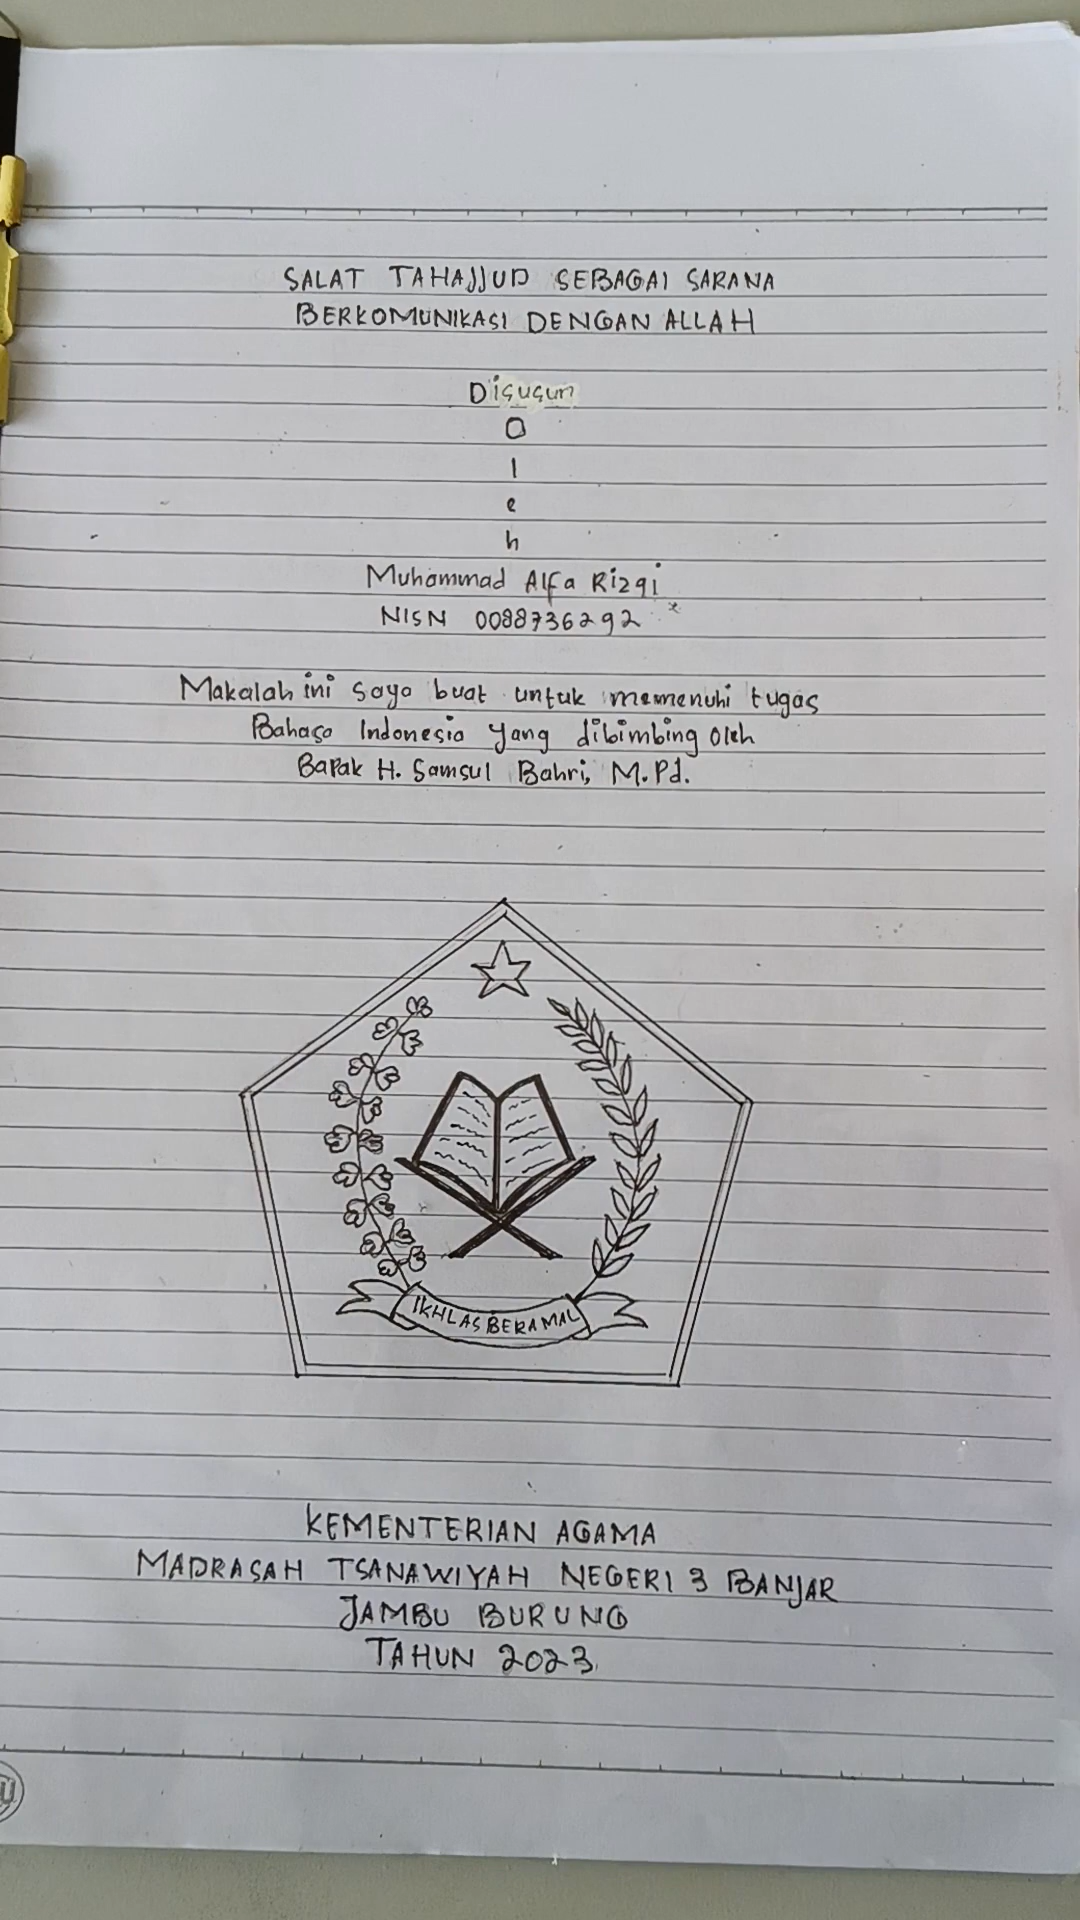 SALAT TAHAJJUD SEBAGAI SARANA
BERKOMUNIKASI DENGAN ALLAH
Disusun
O
l
e
h
Muhammad Alfa Rizqi
NISN 0088736292
Makalah ini saya buat untuk memenuhi tugas
Bahasa Indonesia yang dibimbing oleh
Bapak H. Samsul Bahri, M.Pd.
IKHLAS BERAMAL
KEMENTERIAN AGAMA
MADRASAH TSANAWIYAH NEGERI 3 BANJAR
JAMBU BURUNG
TAHUN 2023